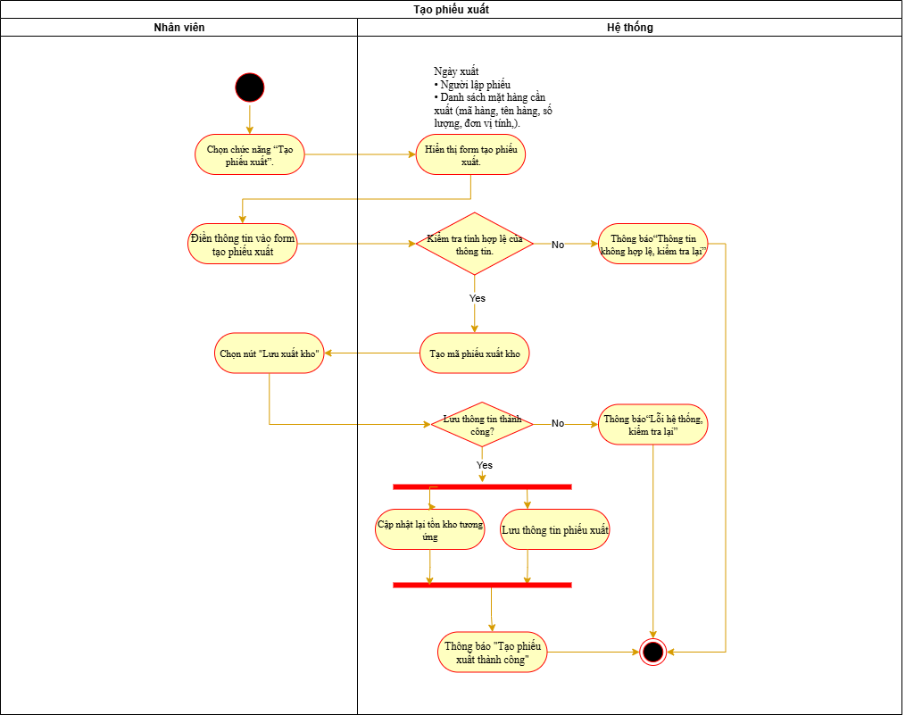 Tạo phiếu xuất
Nhân viên
Hệ thống
Ngày xuất
• Người lập phiếu
• Danh sách mặt hàng cần
xuất (mã hàng, tên hàng, số
lượng, đơn vị tính,).
Chọn chức năng “Tạo
phiếu xuất”.
Hiển thị form tạo phiếu
xuất.
Điền thông tin vào form
tạo phiếu xuất
Kiểm tra tính hợp lệ của
thông tin.
No
Thông báo“Thông tin
không hợp lệ, kiểm tra lại”
Yes
Chọn nút "Lưu xuất kho"
Tạo mã phiếu xuất kho
Lưu thông tin thành
công?
No
Thông báo“Lỗi hệ thống,
kiểm tra lại”
Yes
Cập nhật lại tồn kho tương
ứng
Lưu thông tin phiếu xuất
Thông báo "Tạo phiếu
xuất thành công"